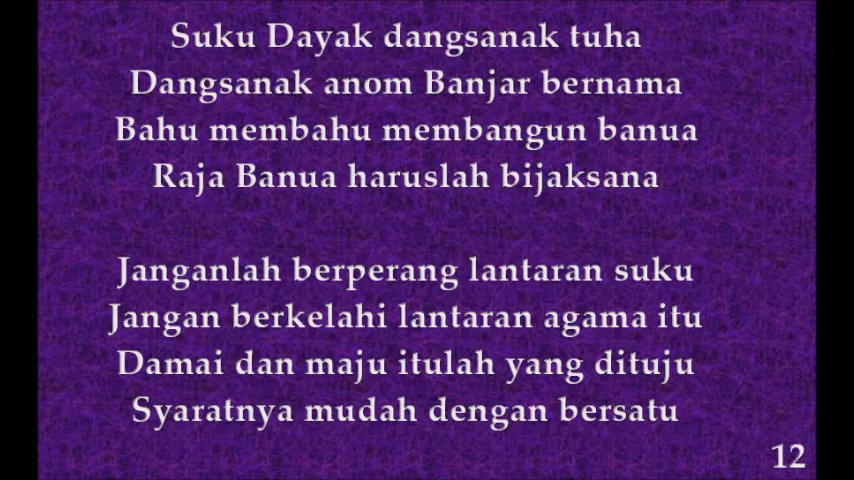 Suku Dayak dangsanak tuha
Dangsanak anom Banjar bernama
Bahu membahu membangun banua
Raja Banua haruslah bijaksana
Janganlah berperang lantaran suku
Jangan berkelahi lantaran agama itu
Damai dan maju itulah yang dituju
Syaratnya mudah dengan bersatu
12